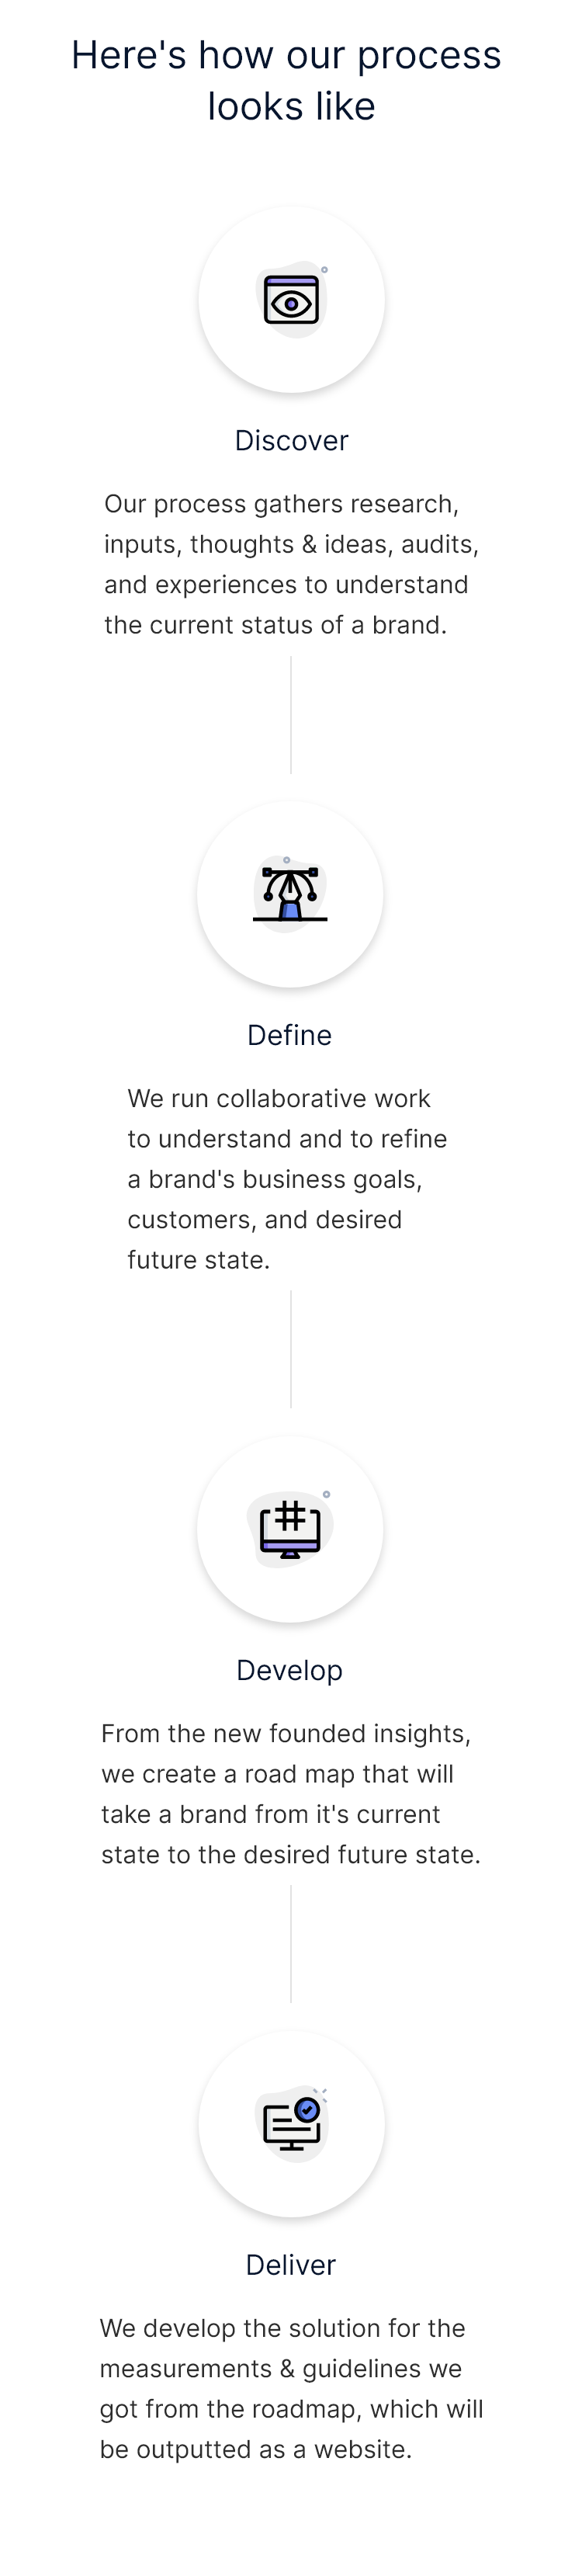 Here's how our process
looks like
Discover
Our process gathers research,
inputs, thoughts & ideas, audits,
and experiences to understand
the current status of a brand.
Define
We run collaborative work
to understand and to refine
a brand's business goals,
customers, and desired
future state.
Develop
From the new founded insights,
we create a road map that will
take a brand from it's current
state to the desired future state.
Deliver
We develop the solution for the
measurements & guidelines we
got from the roadmap, which will
be outputted as a website.